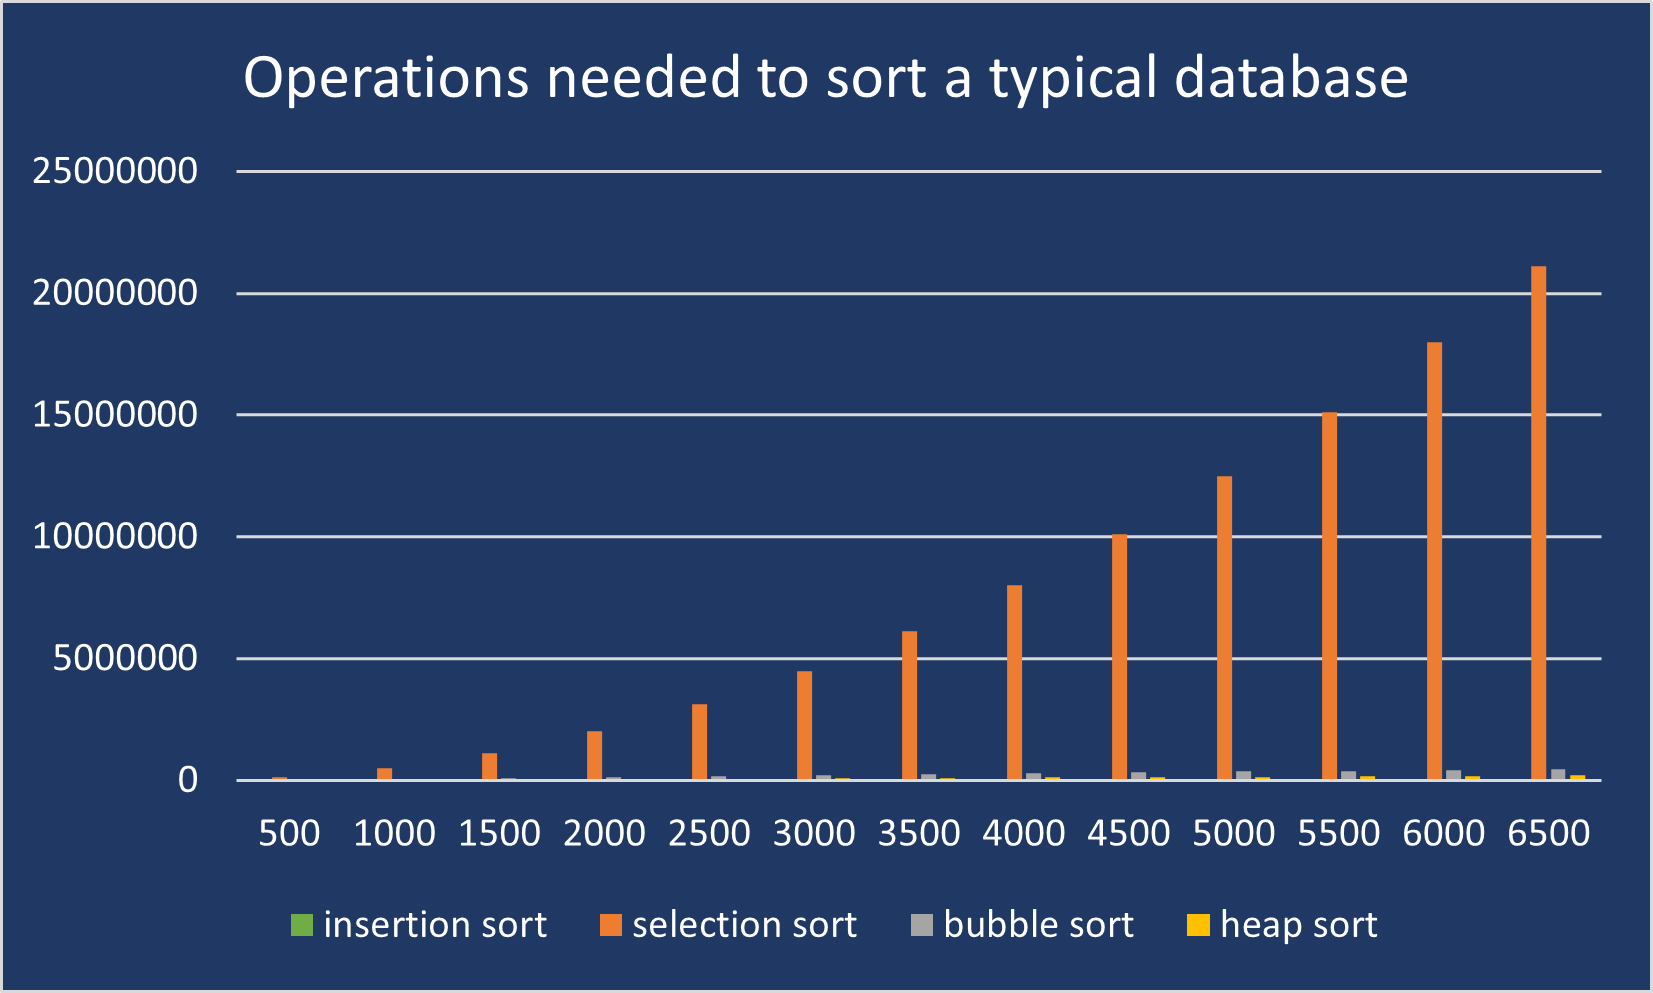 Operations needed to sort a typical database
25000000
20000000
15000000
10000000
5000000
0
500 1000 1500 2000 2500 3000 3500 4000 4500 5000 5500 6000 6500
insertion sort selection sort bubble sort heap sort